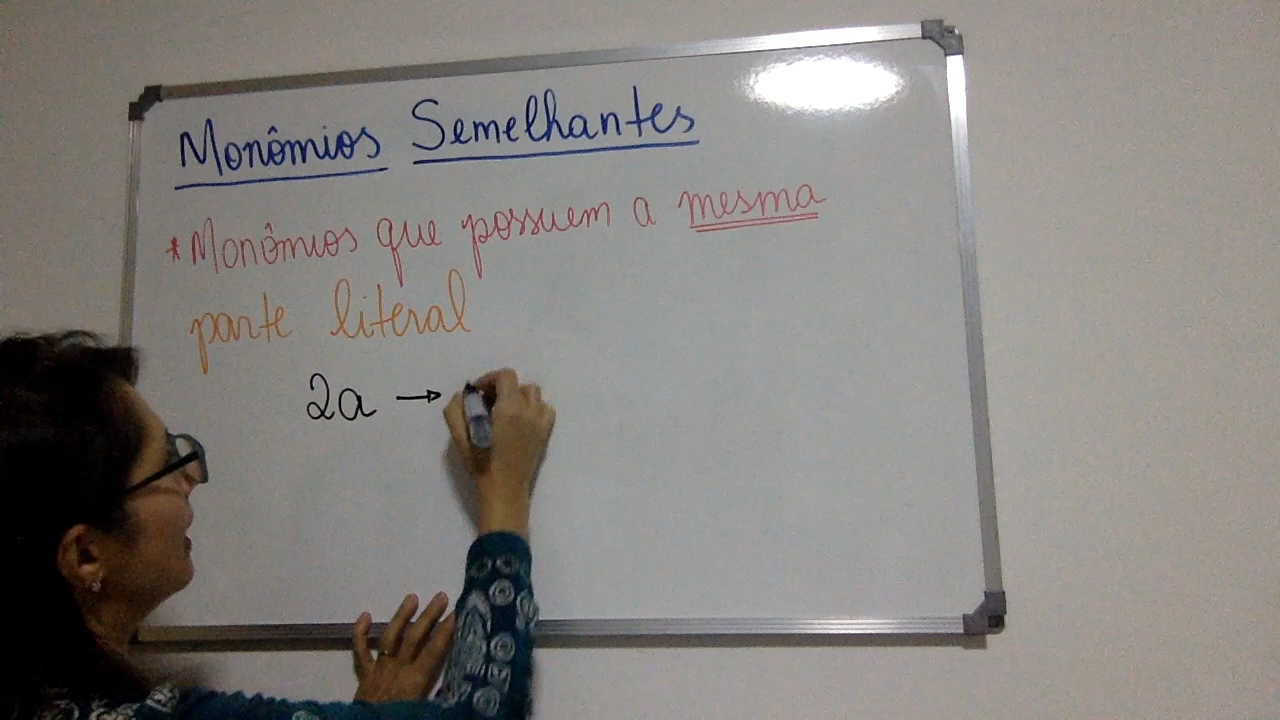 Monômios Semelhantes
*Monômios que possuem a mesma
parte literal
2a →